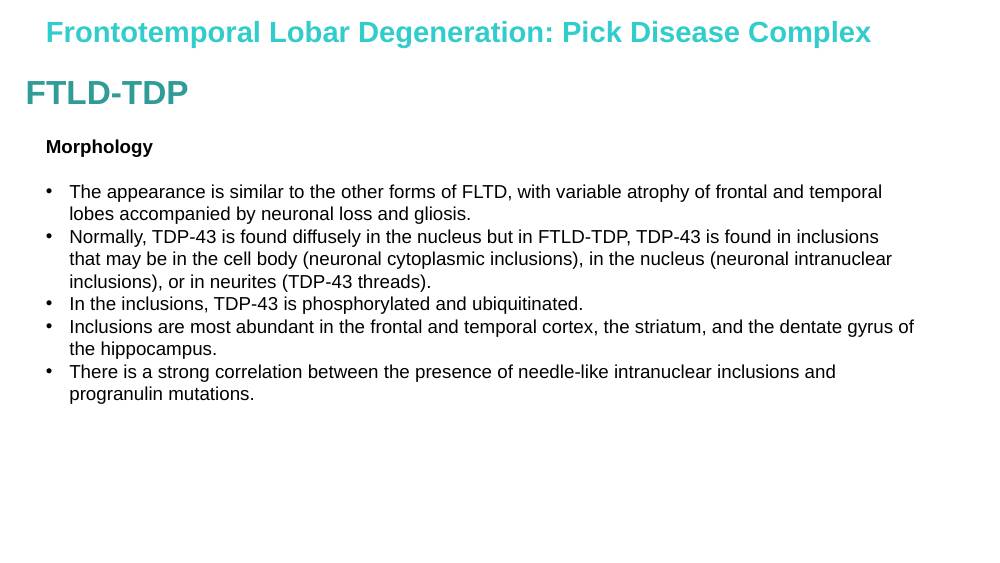 Frontotemporal Lobar Degeneration: Pick Disease Complex
FTLD-TDP
Morphology
• The appearance is similar to the other forms of FLTD, with variable atrophy of frontal and temporal
lobes accompanied by neuronal loss and gliosis.
• Normally, TDP-43 is found diffusely in the nucleus but in FTLD-TDP, TDP-43 is found in inclusions
that may be in the cell body (neuronal cytoplasmic inclusions), in the nucleus (neuronal intranuclear
inclusions), or in neurites (TDP-43 threads).
• In the inclusions, TDP-43 is phosphorylated and ubiquitinated.
• Inclusions are most abundant in the frontal and temporal cortex, the striatum, and the dentate gyrus of
the hippocampus.
• There is a strong correlation between the presence of needle-like intranuclear inclusions and
progranulin mutations.